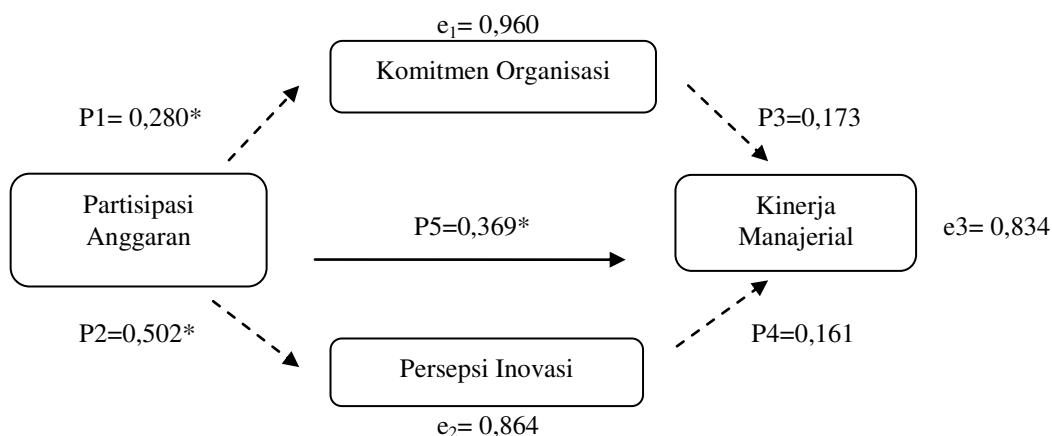 e₁= 0,960
Komitmen Organisasi
P1= 0,280*
P3=0,173
Partisipasi
Anggaran
P5=0,369*
Kinerja
Manajerial
e3= 0,834
P2=0,502*
P4=0,161
Persepsi Inovasi
e₂= 0,864